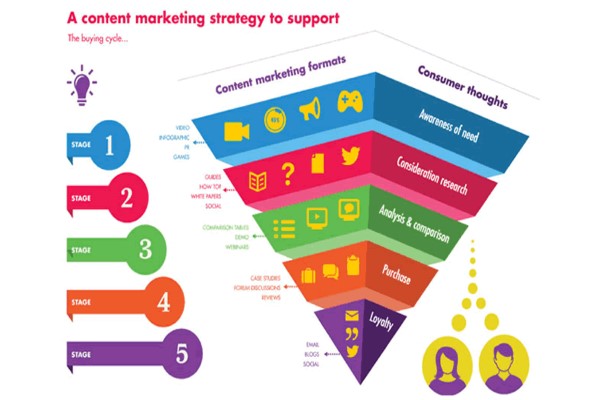 A content marketing strategy to support
The buying cycle...
Content marketing formats
Consumer thoughts
STAGE 1
VIDEO
INFOGRAPHIC
PR
GAMES
Awareness of need
STAGE 2
GUIDES
HOW TOP
WHITE PAPERS
SOCIAL
Consideration research
STAGE 3
COMPARISON TABLES
DEMO
WEBINARS
Analysis & comparison
STAGE 4
CASE STUDIES
FORUM DISCUSSIONS
REVIEWS
Purchase
STAGE 5
EMAIL
BLOGS
SOCIAL
Loyalty